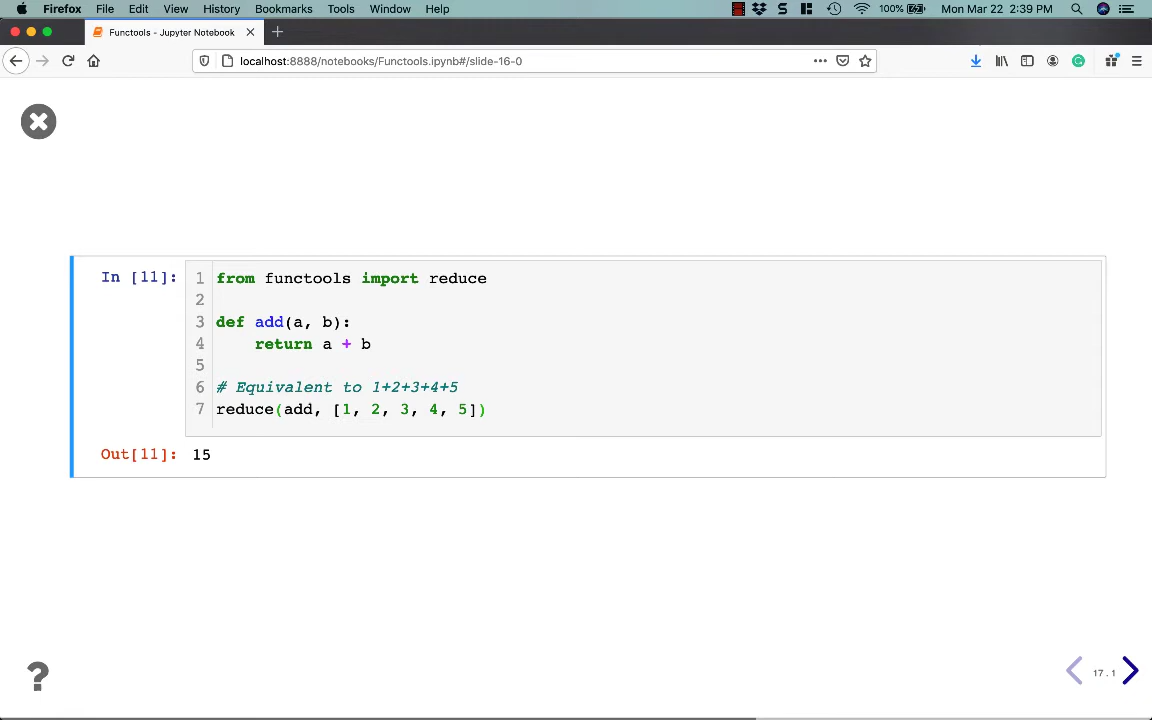 Firefox File Edit View History Bookmarks Tools Window Help 100% Mon Mar 22 2:39 PM
Functools - Jupyter Notebook
localhost:8888/notebooks/Functools.ipynb#/slide-16-0
In [11]:
1 from functools import reduce
2
3 def add(a, b):
4     return a + b
5
6 # Equivalent to 1+2+3+4+5
7 reduce(add, [1, 2, 3, 4, 5])
Out[11]: 15
?
17 . 1